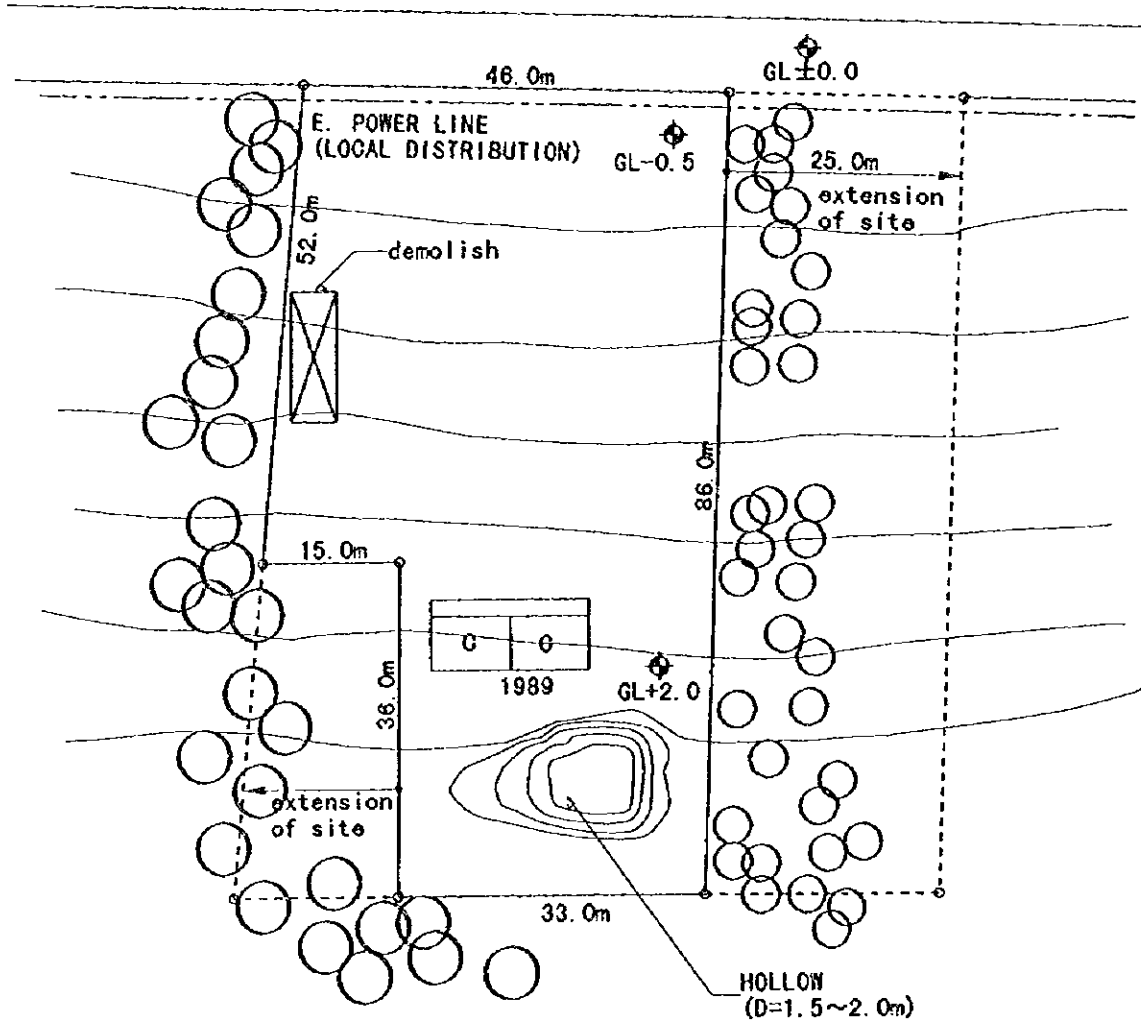 46.0m
GL±0.0
E. POWER LINE
(LOCAL DISTRIBUTION)
GL-0.5
25.0m
extension
of site
52.0m
demolish
86.0m
15.0m
C C
1989
GL+2.0
36.0m
extension
of site
33.0m
HOLLOW
(D=1.5~2.0m)